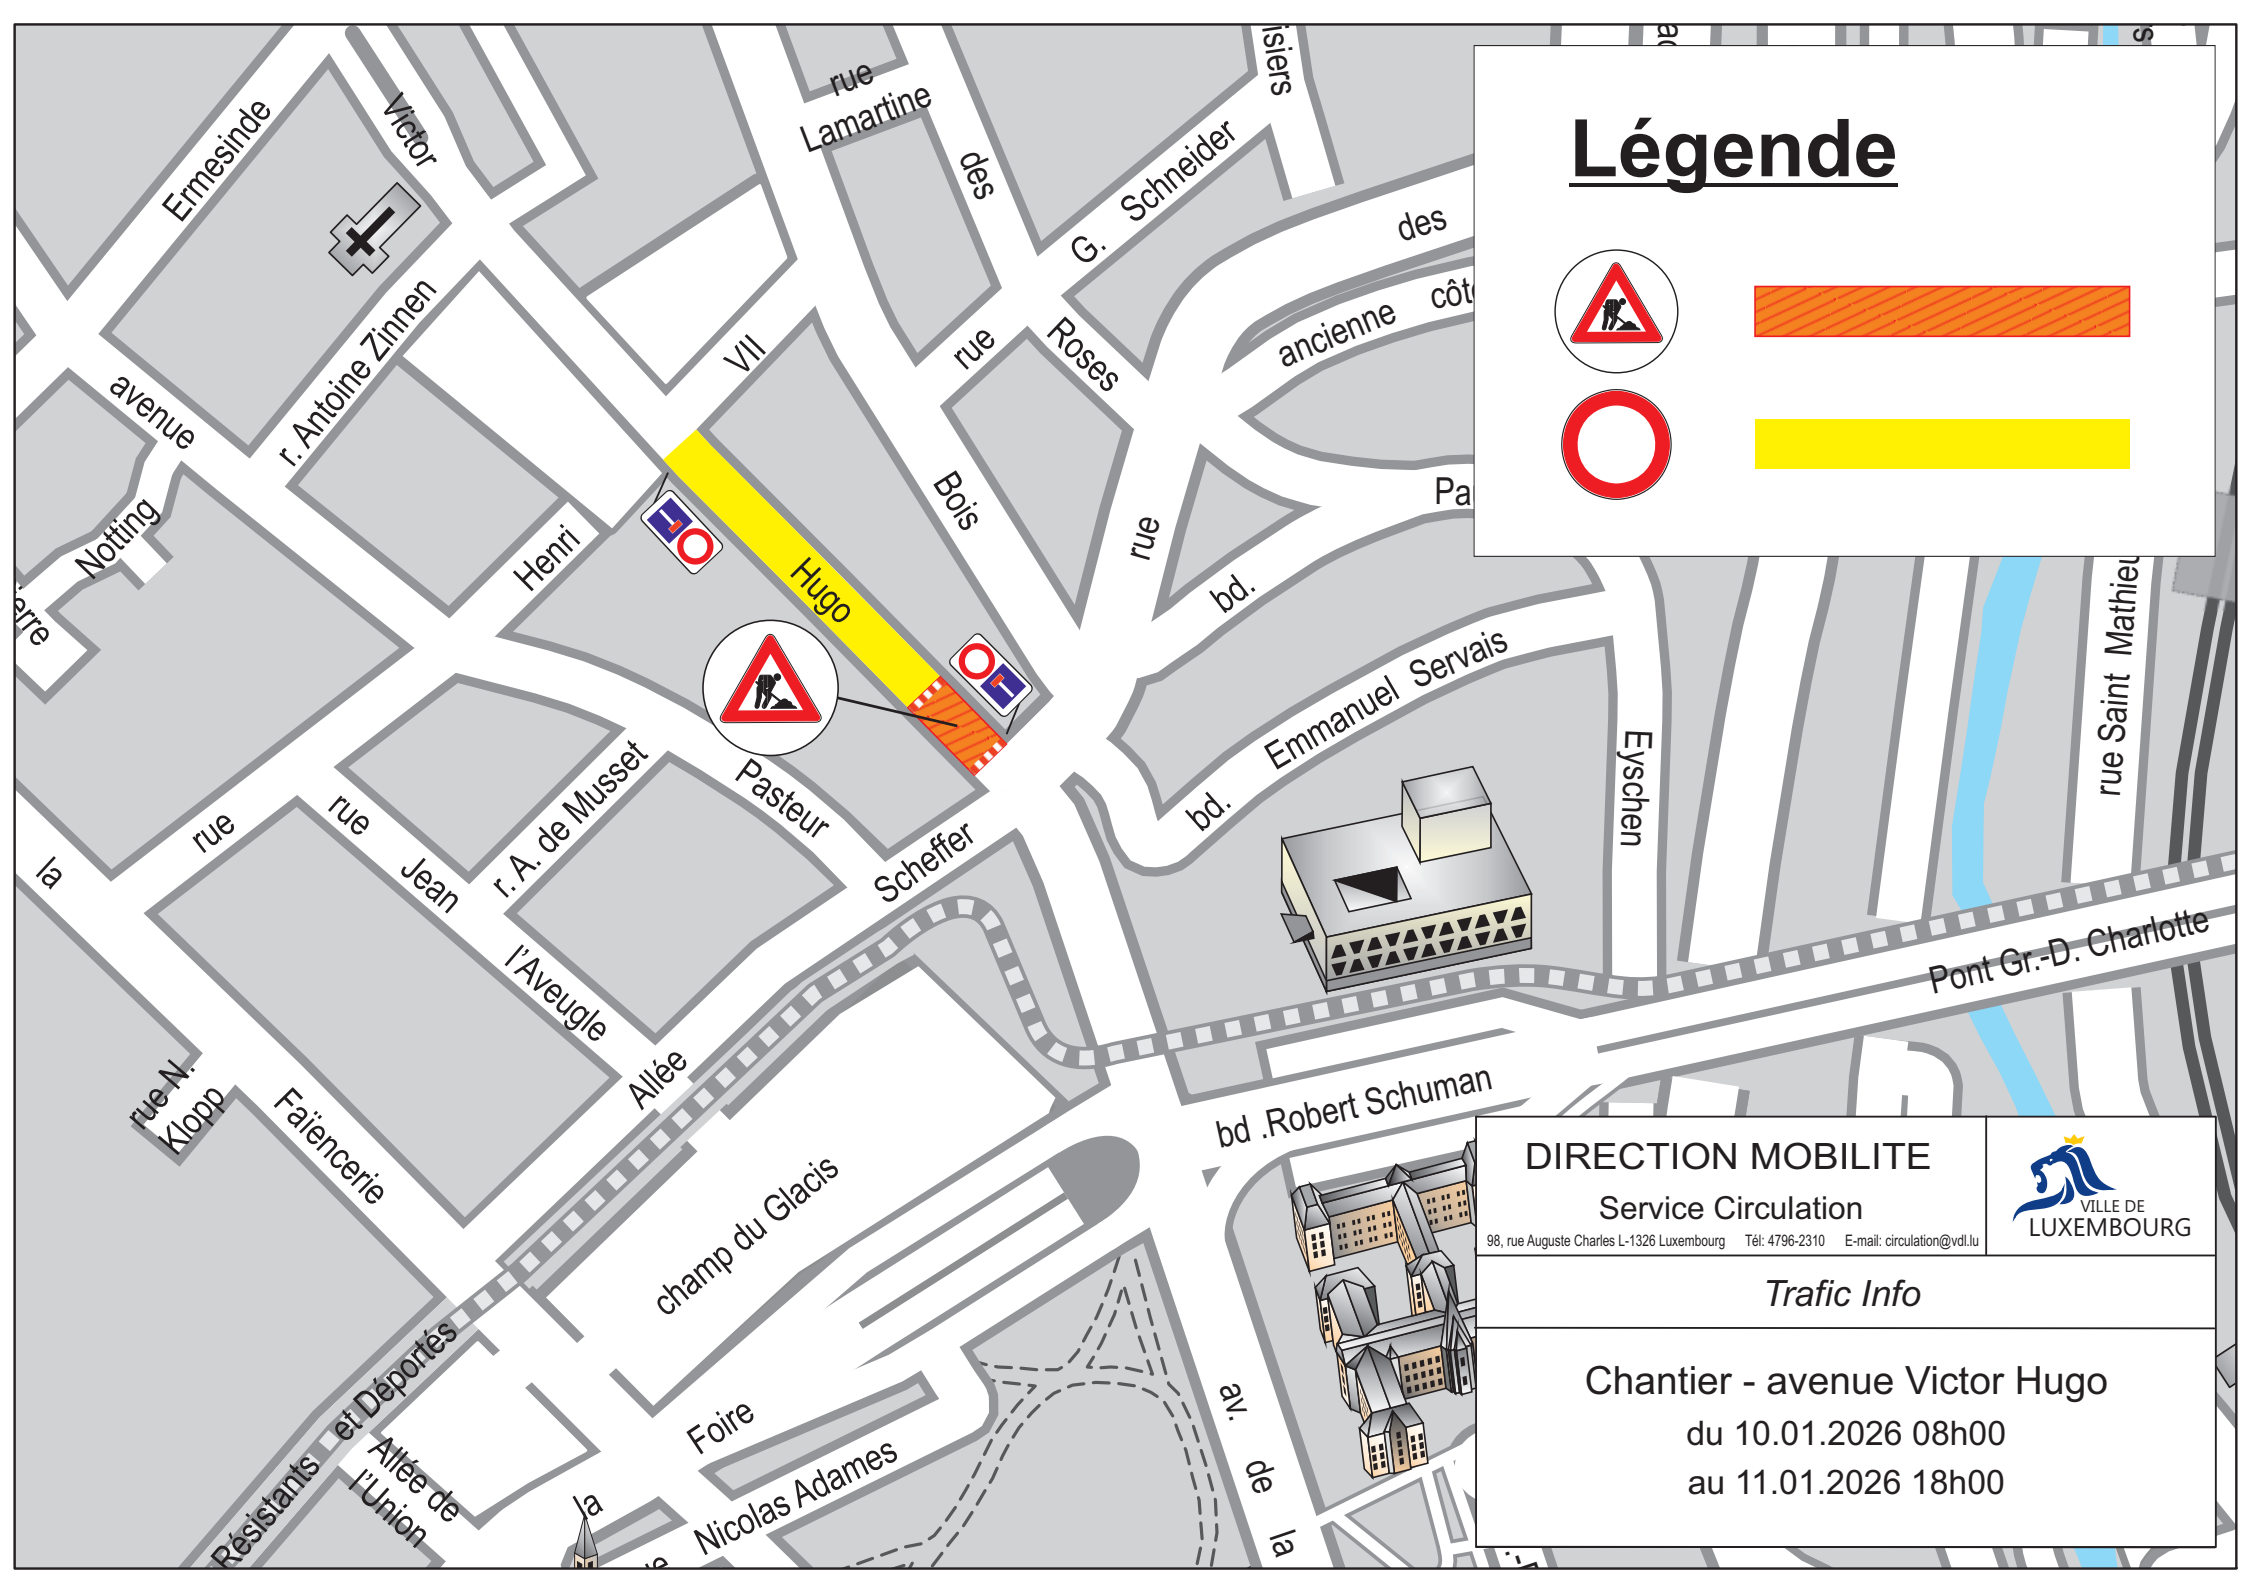 Légende
isiers
rue
Lamartine
des
G. Schneider
des
ancienne côte
Victor
Ermesinde
r. Antoine Zinnen
avenue
VII
rue
Roses
Bois
rue
Notting
Henri
Hugo
bd.
bd. Emmanuel Servais
Eyschen
rue Saint Mathieu
Pasteur
r. A. de Musset
rue
rue
Jean
l'Aveugle
la
Scheffer
Allée
Pont Gr.-D. Charlotte
rue N.
Klopp
Faïencerie
bd .Robert Schuman
champ du Glacis
Résistants et Déportés
Allée de
l'Union
Foire
la
Nicolas Adames
av. de la
DIRECTION MOBILITE
Service Circulation
98, rue Auguste Charles L-1326 Luxembourg Tél: 4796-2310 E-mail: circulation@vdl.lu
VILLE DE
LUXEMBOURG
Trafic Info
Chantier - avenue Victor Hugo
du 10.01.2026 08h00
au 11.01.2026 18h00